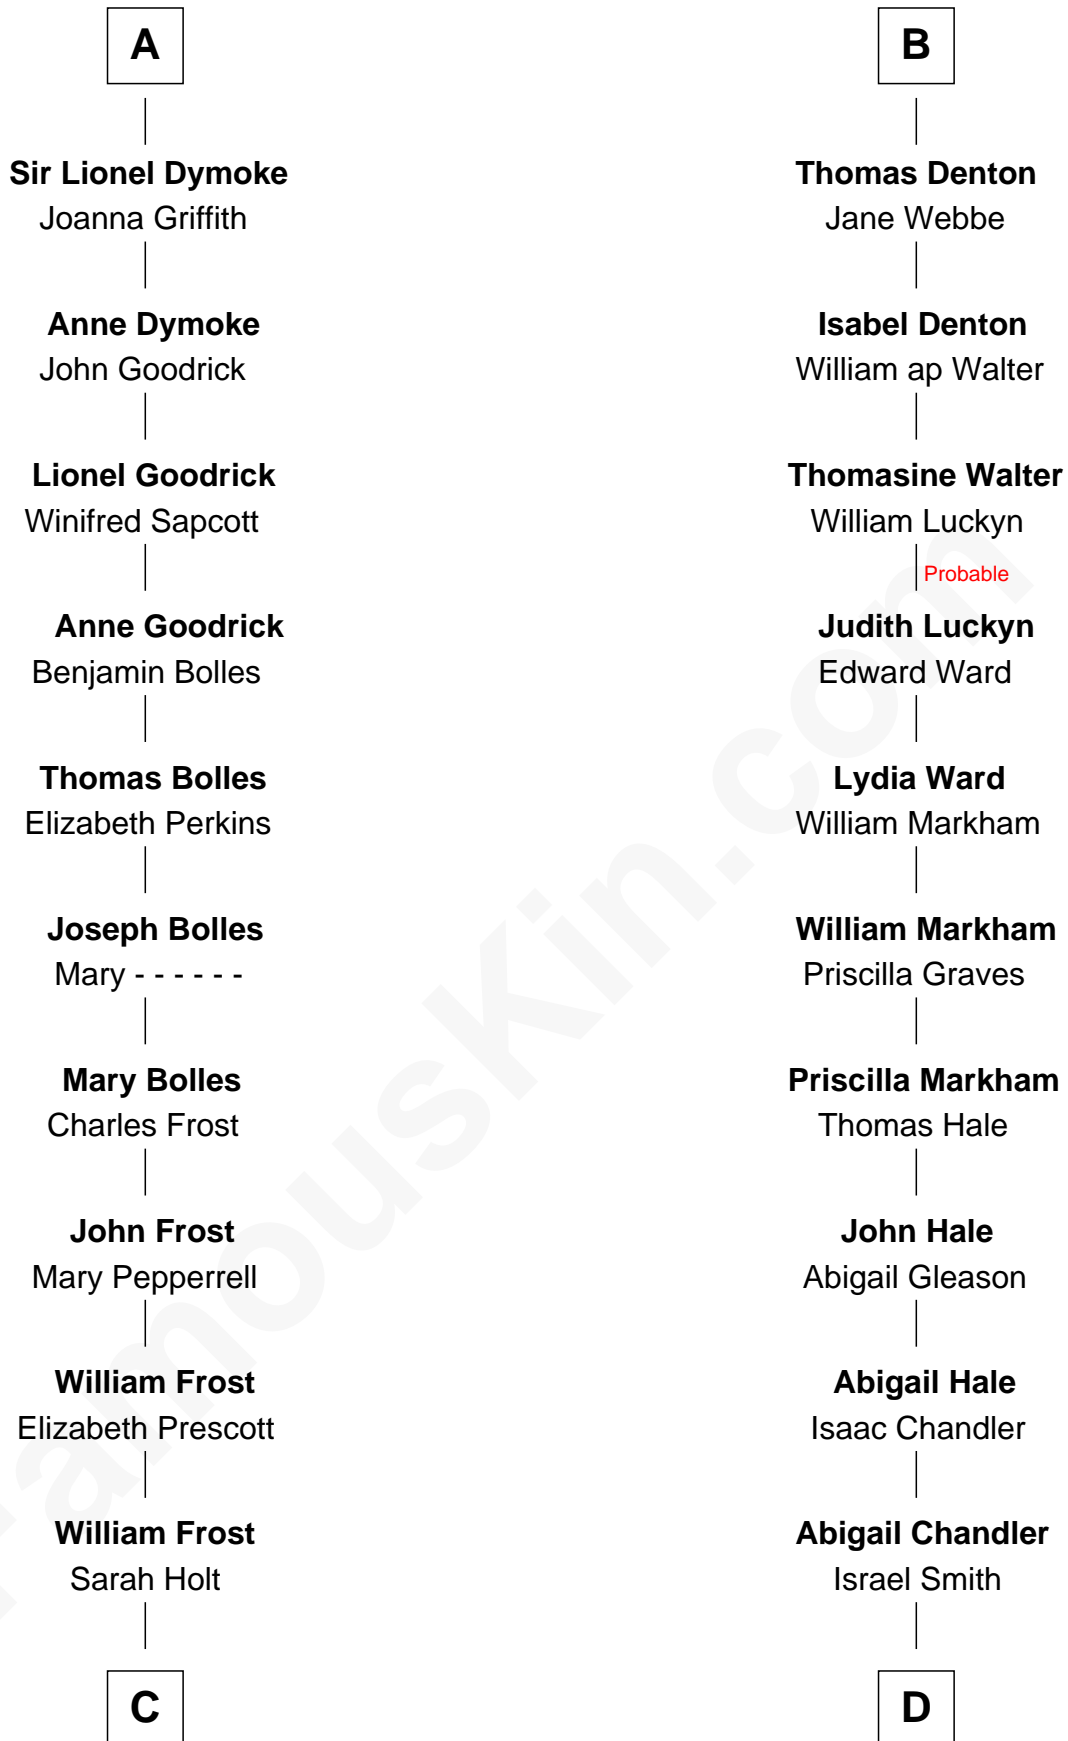 A
Sir Lionel Dymoke
Joanna Griffith
Anne Dymoke
John Goodrick
Lionel Goodrick
Winifred Sapcott
Anne Goodrick
Benjamin Bolles
Thomas Bolles
Elizabeth Perkins
Joseph Bolles
Mary - - - - - -
Mary Bolles
Charles Frost
John Frost
Mary Pepperrell
William Frost
Elizabeth Prescott
William Frost
Sarah Holt
C
B
Thomas Denton
Jane Webbe
Isabel Denton
William ap Walter
Thomasine Walter
William Luckyn
Probable
Judith Luckyn
Edward Ward
Lydia Ward
William Markham
William Markham
Priscilla Graves
Priscilla Markham
Thomas Hale
John Hale
Abigail Gleason
Abigail Hale
Isaac Chandler
Abigail Chandler
Israel Smith
D
FamousKin.com